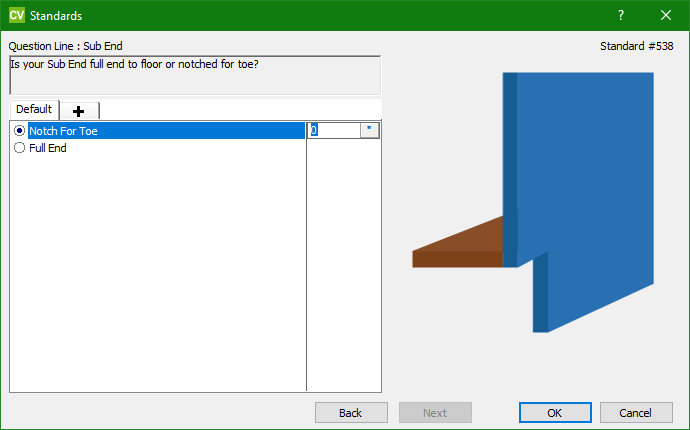 CV Standards ?
Question Line : Sub End Standard #538
Is your Sub End full end to floor or notched for toe?
Default +
Notch For Toe 0 "
Full End
Back Next OK Cancel